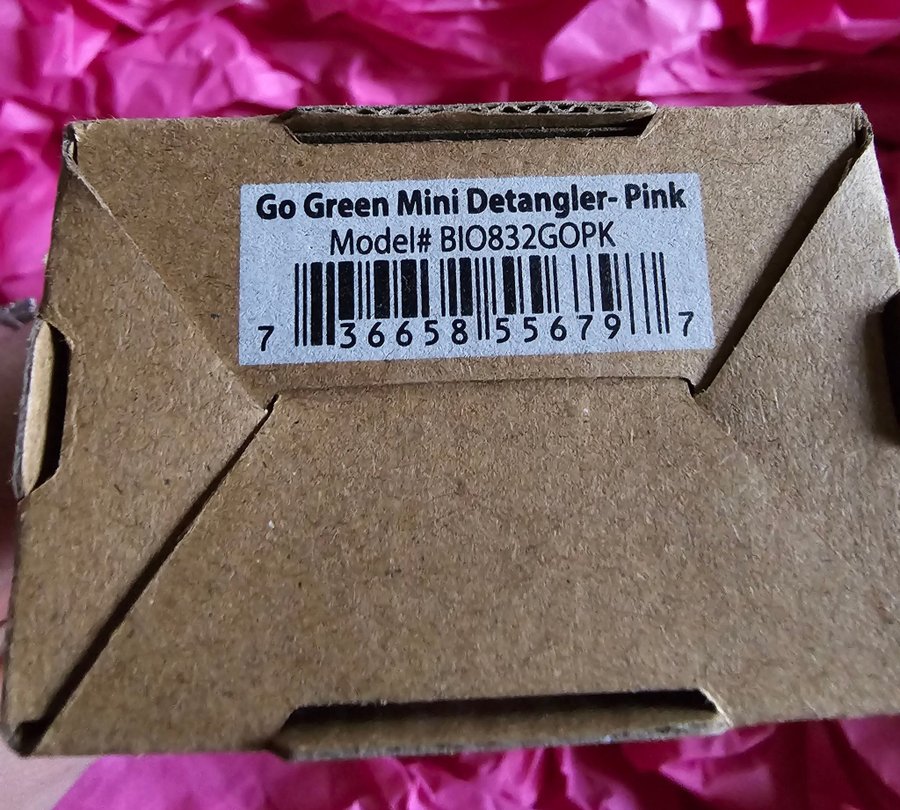 Go Green Mini Detangler- Pink
Model# BIO832GOPK
7 36658 55679 7